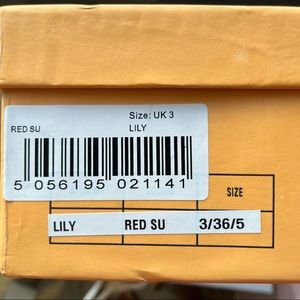 Size: UK 3
RED SU LILY
5 056195 021141
SIZE
LILY RED SU 3/36/5